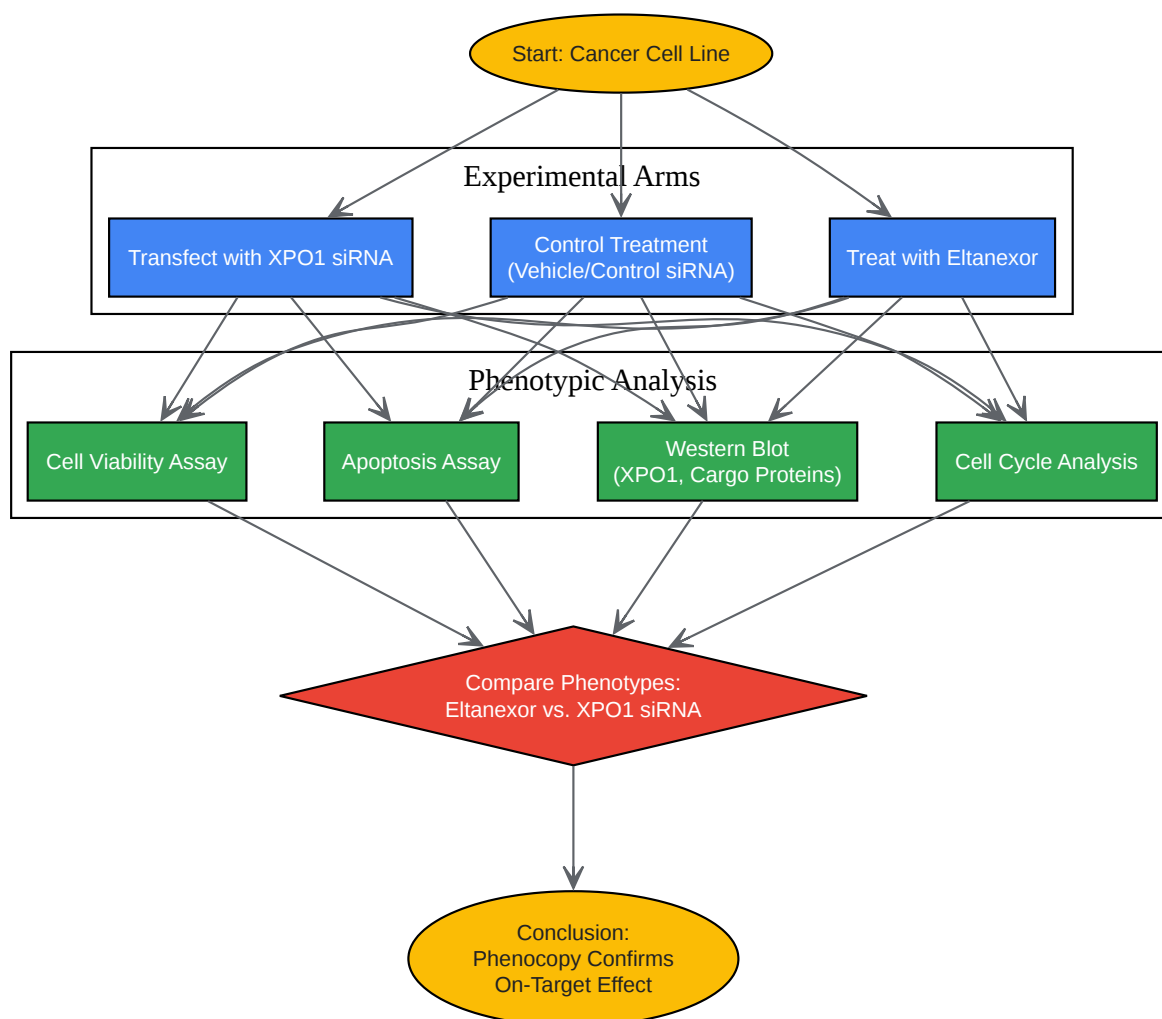 Start: Cancer Cell Line
Experimental Arms
Transfect with XPO1 siRNA
Control Treatment
(Vehicle/Control siRNA)
Treat with Eltanexor
Phenotypic Analysis
Cell Viability Assay
Apoptosis Assay
Western Blot
(XPO1, Cargo Proteins)
Cell Cycle Analysis
Compare Phenotypes:
Eltanexor vs. XPO1 siRNA
Conclusion:
Phenocopy Confirms
On-Target Effect